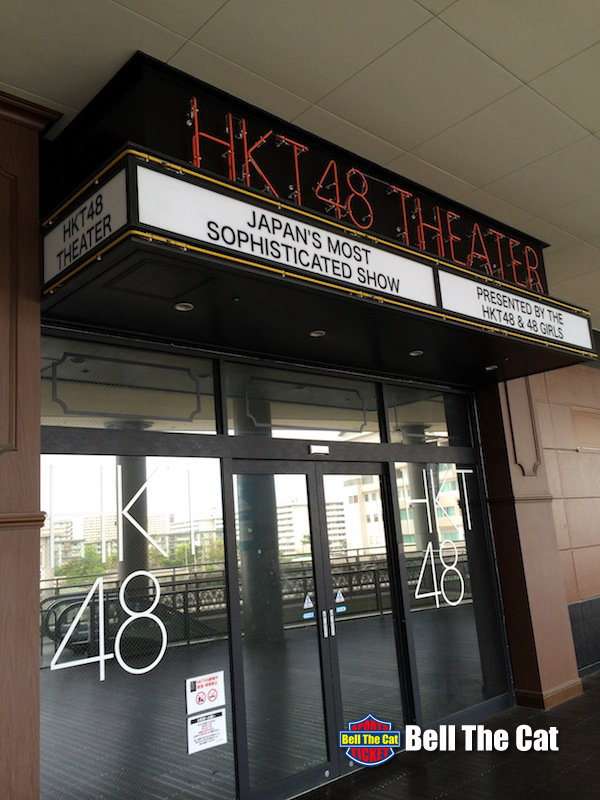 HKT48 THEATER
HKT48
THEATER
JAPAN'S MOST
SOPHISTICATED SHOW
PRESENTED BY THE
HKT48 & 48 GIRLS
HKT
48
HKT
48
SPORTS
Bell The Cat
TICKET
Bell The Cat